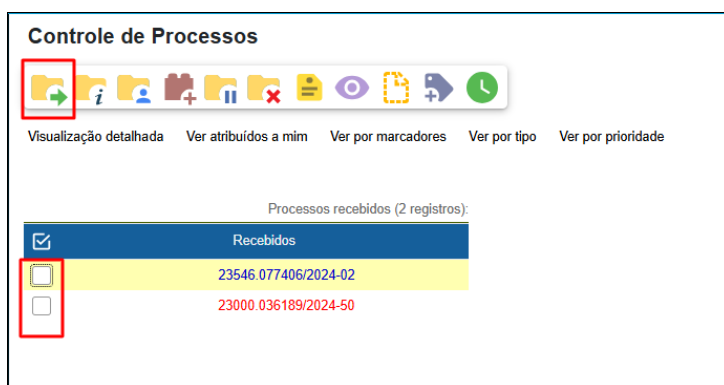 Controle de Processos
Visualização detalhada Ver atribuídos a mim Ver por marcadores Ver por tipo Ver por prioridade
Processos recebidos (2 registros):
Recebidos
23546.077406/2024-02
23000.036189/2024-50